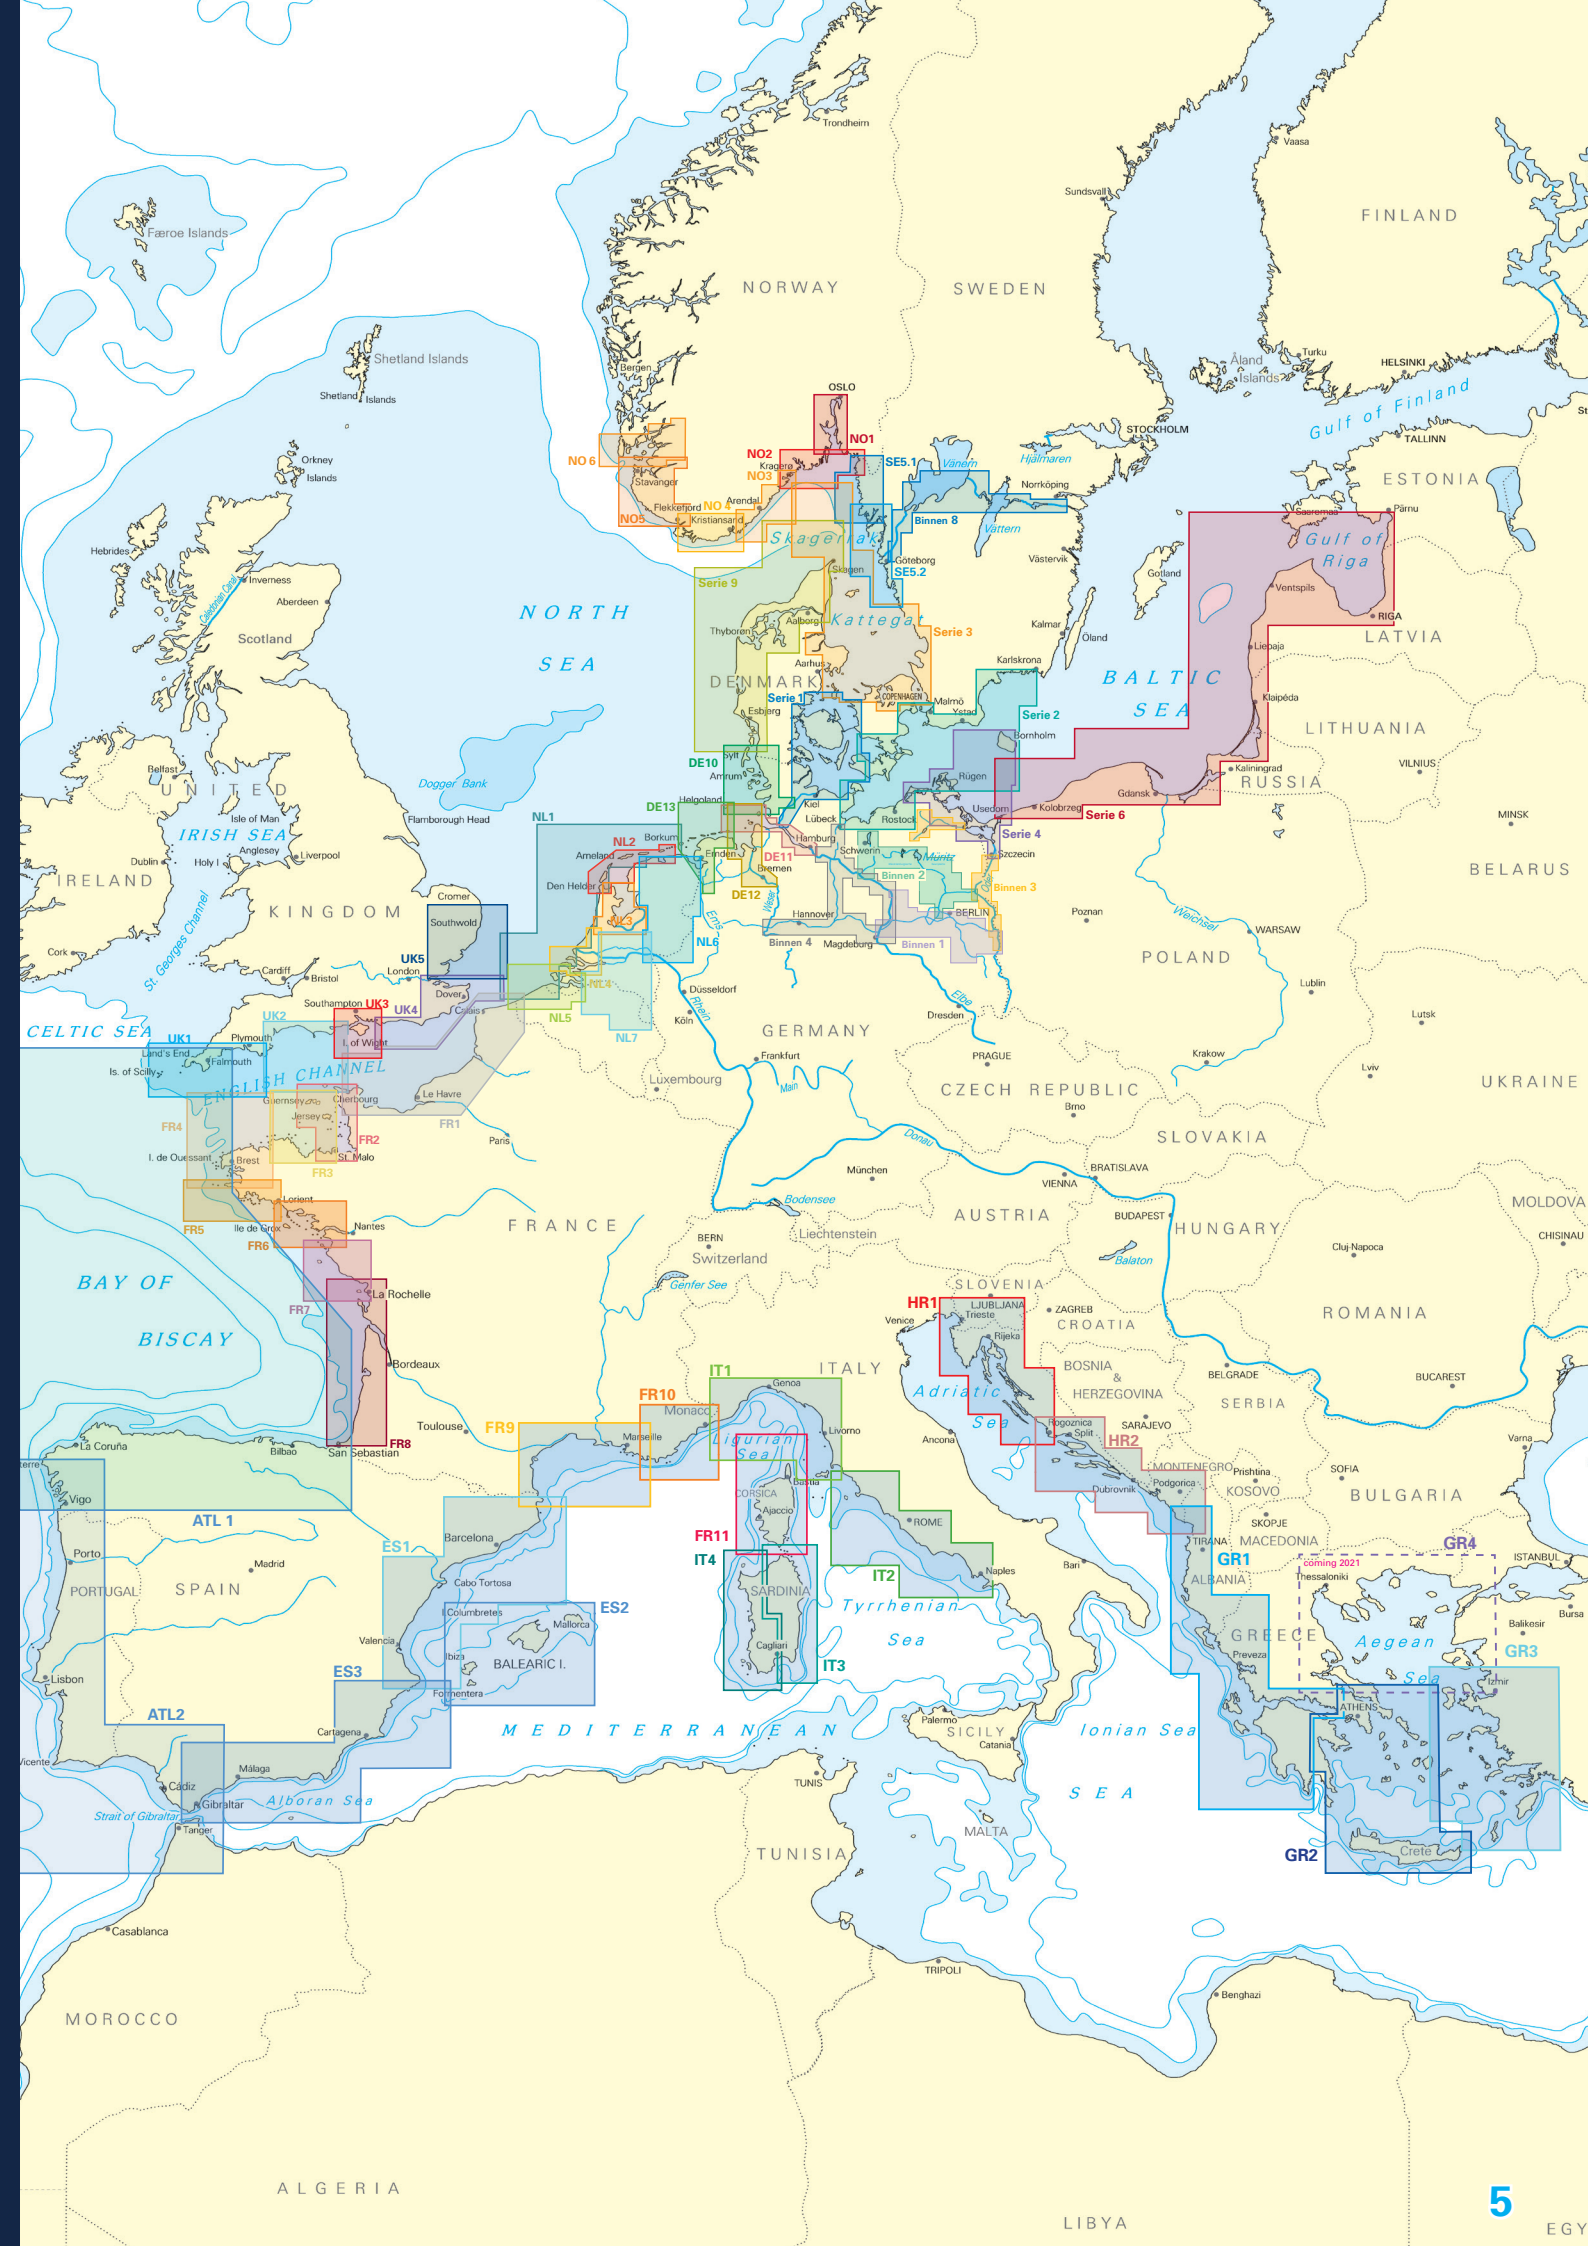 Trondheim
Vaasa
Sundsvall
FINLAND
Færoe Islands
NORWAY
SWEDEN
Shetland Islands
Bergen
Åland
Islands
Turku
HELSINKI
Shetland
Islands
OSLO
Gulf of Finland
STOCKHOLM
TALLINN
NO1
NO2
Kragerø
NO3
NO 6
SE5.1
Vänern
Hjälmaren
Orkney
Islands
Stavanger
Norrköping
ESTONIA
Flekkefjord
NO 4
Arendal
NO5
Kristiansand
Binnen 8
Vättern
Saaremaa
Pärnu
Hebrides
Skagerrak
Gulf of
Riga
Göteborg
Västervik
Caledonian Canal
Inverness
Skagen
SE5.2
Gotland
Serie 9
Ventspils
Aberdeen
NORTH
SEA
Aalborg
Kattegat
RIGA
Thyborøn
Serie 3
Kalmar
Öland
LATVIA
Scotland
Liepaja
Aarhus
Karlskrona
BALTIC
SEA
DENMARK
Serie 1
COPENHAGEN
Malmö
Ystad
Klaipéda
Esbjerg
Serie 2
LITHUANIA
Bornholm
Sylt
DE10
Amrum
Rügen
Kaliningrad
RUSSIA
VILNIUS
Belfast
UNITED
Dogger Bank
Helgoland
DE13
Kiel
Lübeck
Gdansk
Usedom
Kolobrzeg
Serie 6
Rostock
MINSK
Isle of Man
IRISH SEA
Flamborough Head
NL1
Serie 4
Anglesey
Holy I
Liverpool
Dublin
NL2
Borkum
Hamburg
Schwerin
Müritz
Szczecin
Ameland
Emden
DE11
Bremen
BELARUS
IRELAND
Den Helder
Binnen 2
Oder
Binnen 3
DE12
KINGDOM
Cromer
Southwold
NL3
Ems
Weser
Hannover
BERLIN
Poznan
Weichsel
WARSAW
St. Georges Channel
Cork
NL6
Binnen 4
Magdeburg
Binnen 1
UK5
London
POLAND
Cardiff
Bristol
NL4
Düsseldorf
Rhein
Elbe
Lublin
Southampton
UK3
UK4
Dover
Calais
NL5
Köln
Dresden
CELTIC SEA
UK2
UK1
Plymouth
I. of Wight
NL7
GERMANY
Lutsk
Land's End
Falmouth
Is. of Scilly
ENGLISH CHANNEL
Frankfurt
PRAGUE
Krakow
Lviv
Luxembourg
Main
CZECH REPUBLIC
UKRAINE
Guernsey
Cherbourg
Le Havre
Brno
Jersey
FR4
FR1
FR2
Paris
Donau
SLOVAKIA
I. de Ouessant
Brest
St. Malo
FR3
München
BRATISLAVA
VIENNA
Lorient
Bodensee
MOLDOVA
FR5
Ile de Groix
Nantes
FRANCE
AUSTRIA
BUDAPEST
HUNGARY
FR6
BERN
Liechtenstein
CHISINAU
Switzerland
Cluj-Napoca
Balaton
BAY OF
BISCAY
Genfer See
SLOVENIA
FR7
La Rochelle
HR1
LJUBLJANA
Trieste
ZAGREB
CROATIA
ROMANIA
Venice
Rijeka
Bordeaux
ITALY
BOSNIA
&
HERZEGOVINA
BELGRADE
BUCAREST
IT1
Genoa
FR10
Monaco
Adriatic
Sea
SERBIA
La Coruña
Toulouse
FR9
Marseille
Ligurian
Sea
Livorno
Rogoznica
Split
SARAJEVO
Varna
Bilbao
San Sebastian
FR8
Ancona
HR2
terre
Bastia
MONTENEGRO
Prishtina
SOFIA
CORSICA
Dubrovnik
Podgorica
KOSOVO
BULGARIA
Vigo
Ajaccio
ROME
ATL 1
SKOPJE
FR11
Barcelona
TIRANA
MACEDONIA
GR4
ES1
IT4
Bari
GR1
coming 2021
ISTANBUL
Porto
Madrid
Naples
ALBANIA
Thessaloniki
PORTUGAL
SPAIN
Cabo Tortosa
SARDINIA
IT2
I Columbretes
ES2
Tyrrhenian
Sea
Bursa
Mallorca
Balikesir
Valencia
Cagliari
GREECE
Aegean
Sea
GR3
Ibiza
BALEARIC I.
Preveza
Lisbon
ES3
IT3
Izmir
Formentera
ATHENS
ATL2
Palermo
SICILY
Ionian Sea
Cartagena
MEDITERRANEAN
Catania
Vicente
Málaga
TUNIS
Cádiz
SEA
Gibraltar
Alboran Sea
Strait of Gibraltar
Tanger
MALTA
TUNISIA
GR2
Crete
Casablanca
TRIPOLI
Benghazi
MOROCCO
ALGERIA
5
LIBYA
EGY